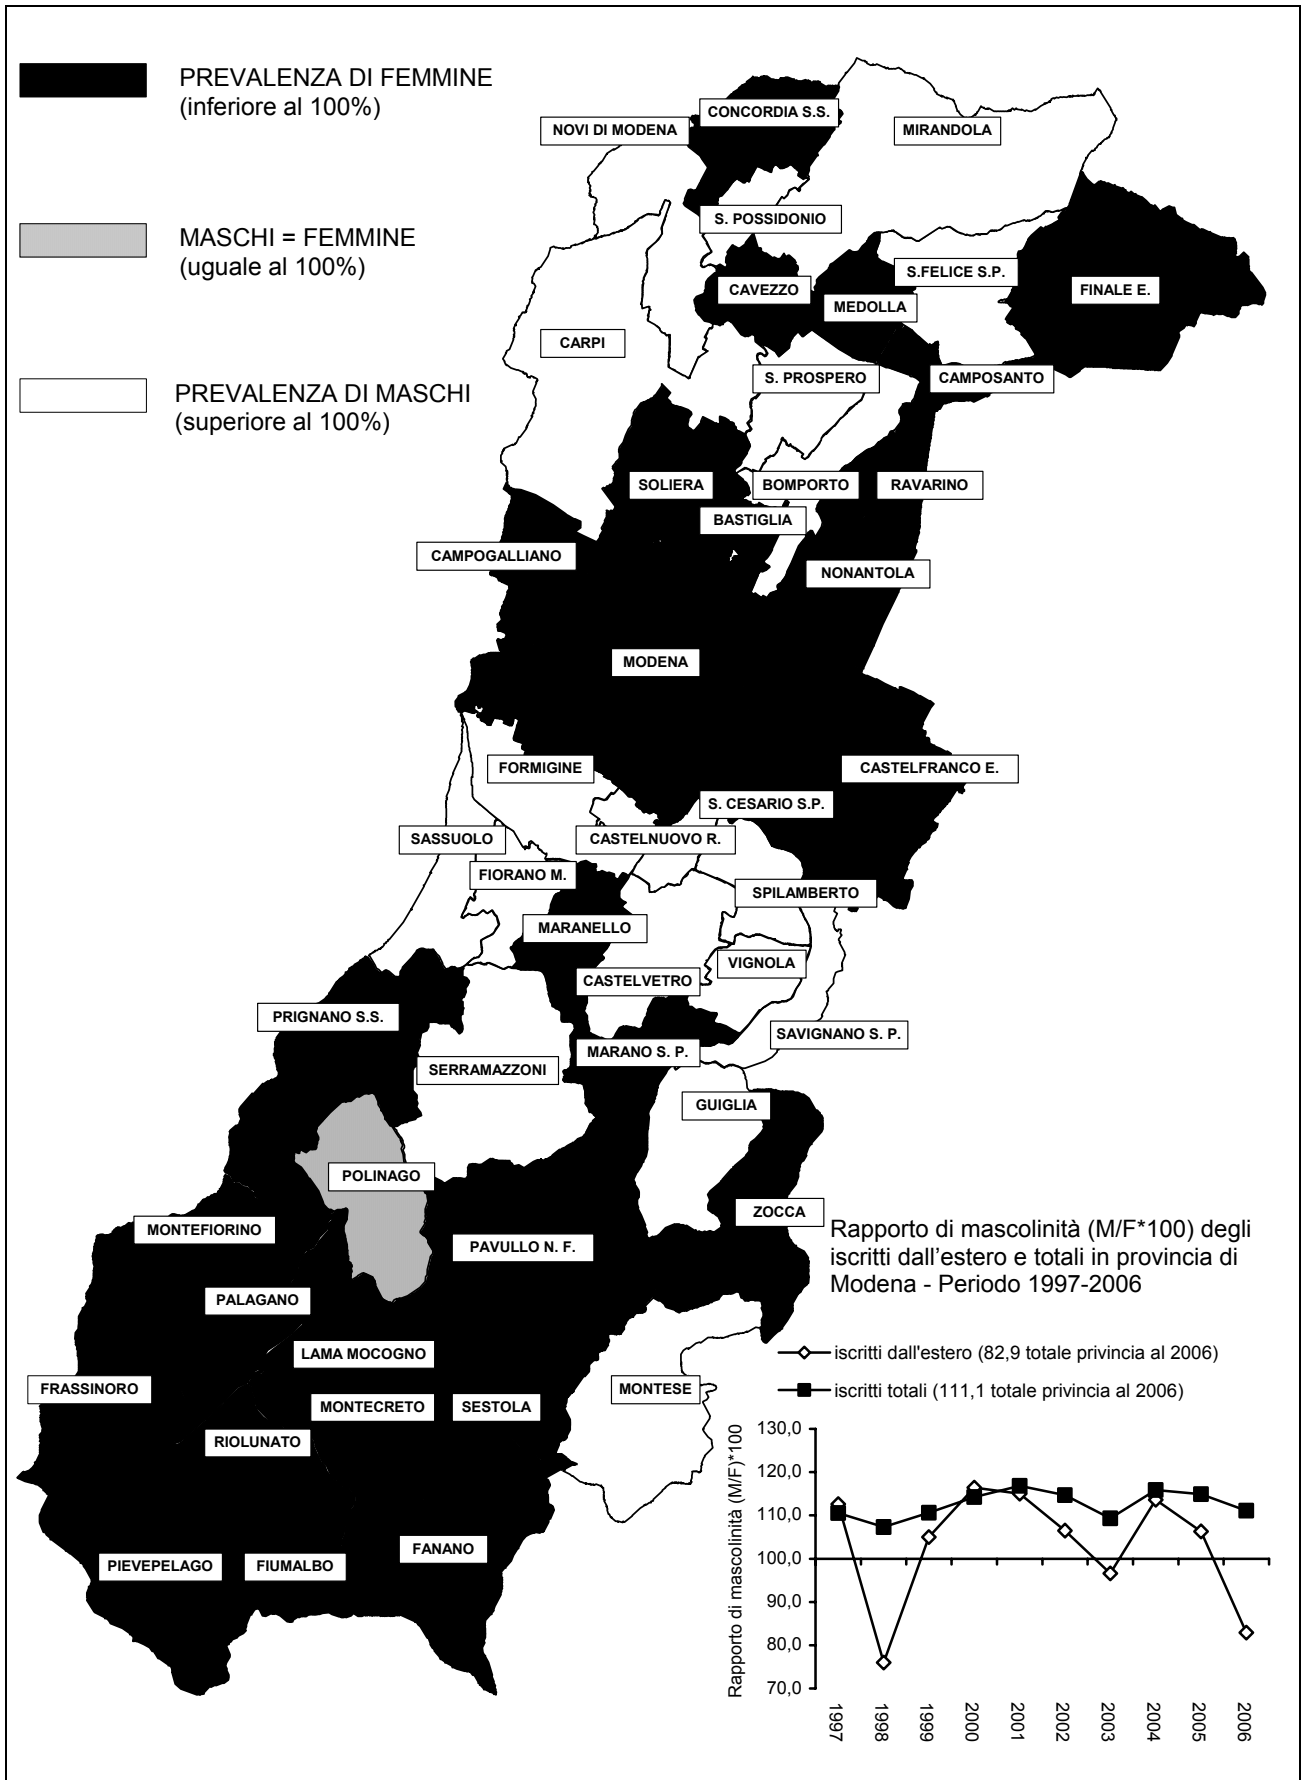 PREVALENZA DI FEMMINE
(inferiore al 100%)
MASCHI = FEMMINE
(uguale al 100%)
PREVALENZA DI MASCHI
(superiore al 100%)
CONCORDIA S.S.
NOVI DI MODENA
MIRANDOLA
S. POSSIDONIO
S.FELICE S.P.
CAVEZZO
FINALE E.
MEDOLLA
CARPI
S. PROSPERO
CAMPOSANTO
SOLIERA
BOMPORTO
RAVARINO
BASTIGLIA
CAMPOGALLIANO
NONANTOLA
MODENA
FORMIGINE
CASTELFRANCO E.
S. CESARIO S.P.
SASSUOLO
CASTELNUOVO R.
FIORANO M.
SPILAMBERTO
MARANELLO
VIGNOLA
CASTELVETRO
PRIGNANO S.S.
SAVIGNANO S. P.
MARANO S. P.
SERRAMAZZONI
GUIGLIA
POLINAGO
ZOCCA
MONTEFIORINO
PAVULLO N. F.
PALAGANO
LAMA MOCOGNO
FRASSINORO
MONTESE
MONTECRETO
SESTOLA
RIOLUNATO
FANANO
PIEVEPELAGO
FIUMALBO
Rapporto di mascolinità (M/F*100) degli
iscritti dall'estero e totali in provincia di
Modena - Periodo 1997-2006
iscritti dall'estero (82,9 totale privincia al 2006)
iscritti totali (111,1 totale privincia al 2006)
Rapporto di mascolinità (M/F)*100
130,0
120,0
110,0
100,0
90,0
80,0
70,0
1997
1998
1999
2000
2001
2002
2003
2004
2005
2006